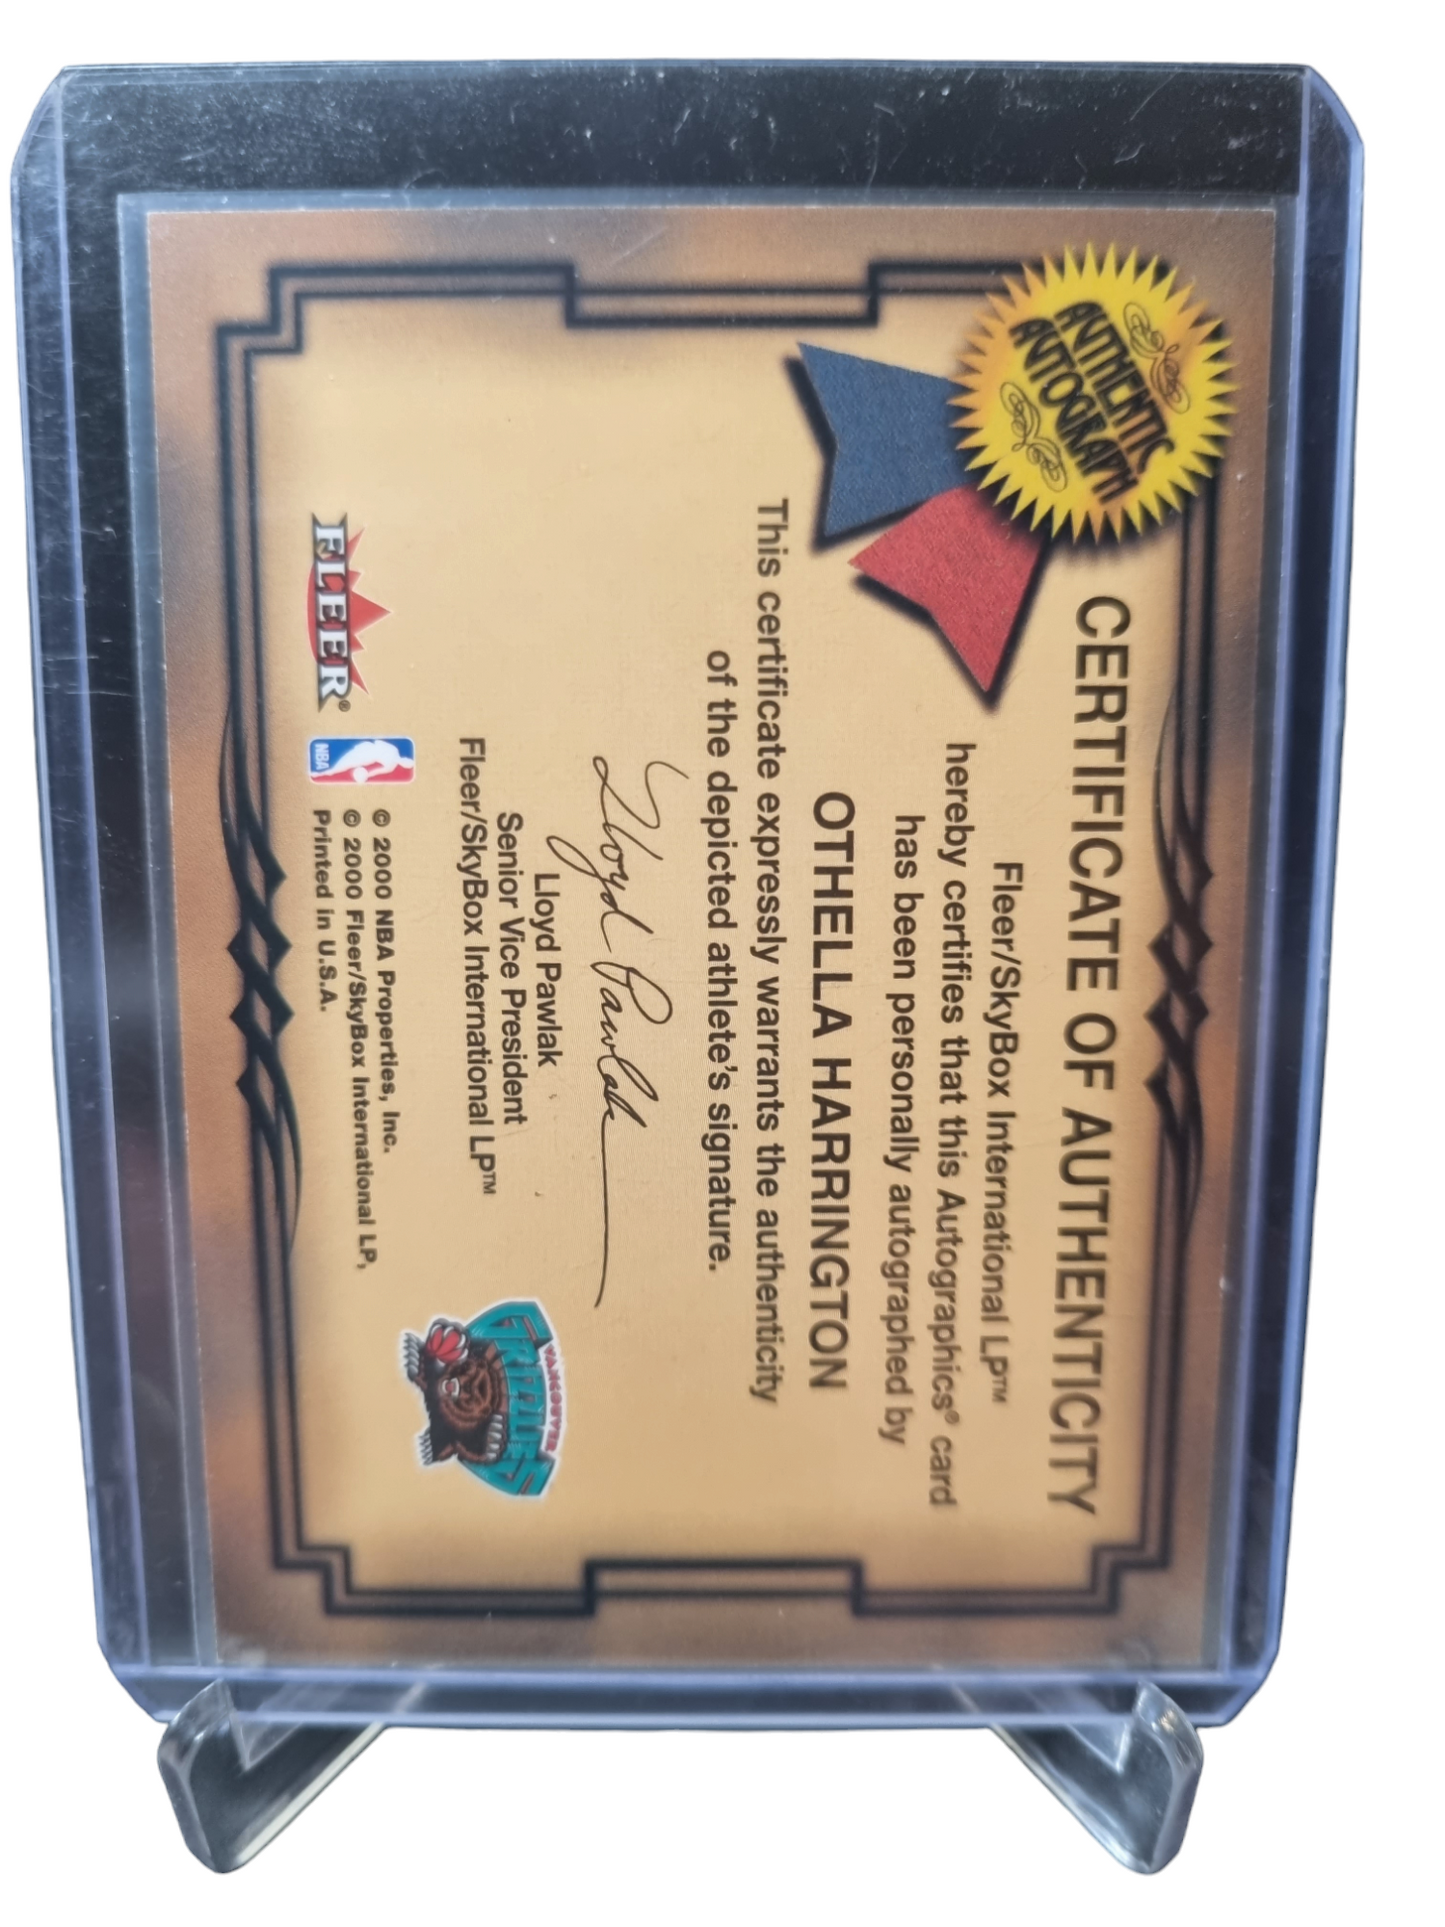 AUTHENTIC
AUTOGRAPH
CERTIFICATE OF AUTHENTICITY
Fleer/SkyBox International LP™
hereby certifies that this Autographics® card
has been personally autographed by
OTHELLA HARRINGTON
This certificate expressly warrants the authenticity
of the depicted athlete's signature.
Lloyd Pawlak
Lloyd Pawlak
Senior Vice President
Fleer/SkyBox International LP™
FLEER®
NBA
© 2000 NBA Properties, Inc.
© 2000 Fleer/SkyBox International LP,
Printed in U.S.A.
VANCOUVER
GRIZZLIES